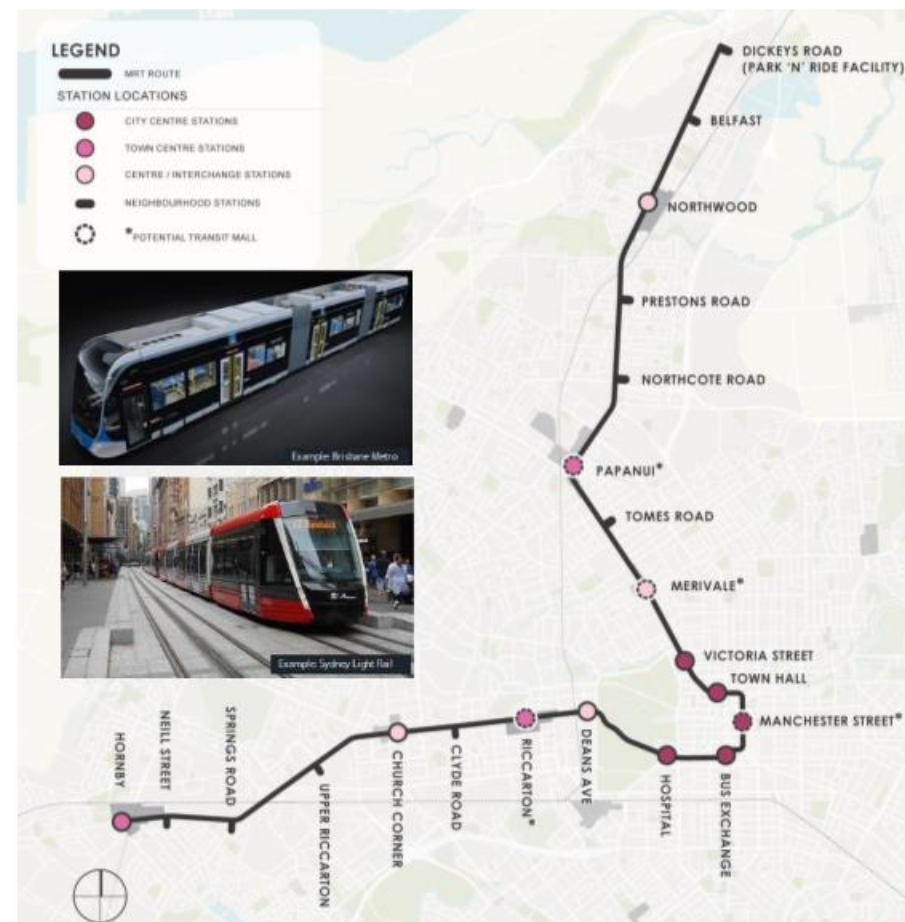 LEGEND
MRT ROUTE
STATION LOCATIONS
CITY CENTRE STATIONS
TOWN CENTRE STATIONS
CENTRE / INTERCHANGE STATIONS
NEIGHBOURHOOD STATIONS
*POTENTIAL TRANSIT MALL
DICKEYS ROAD
(PARK 'N' RIDE FACILITY)
BELFAST
NORTHWOOD
PRESTONS ROAD
NORTHCOTE ROAD
PAPANUI*
TOMES ROAD
MERIVALE*
VICTORIA STREET
TOWN HALL
MANCHESTER STREET*
Example: Brisbane Metro
Example: Sydney Light Rail
HORNBY
NEILL STREET
SPRINGS ROAD
UPPER RICCARTON
CHURCH CORNER
CLYDE ROAD
RICCARTON*
DEANS AVE
HOSPITAL
BUS EXCHANGE